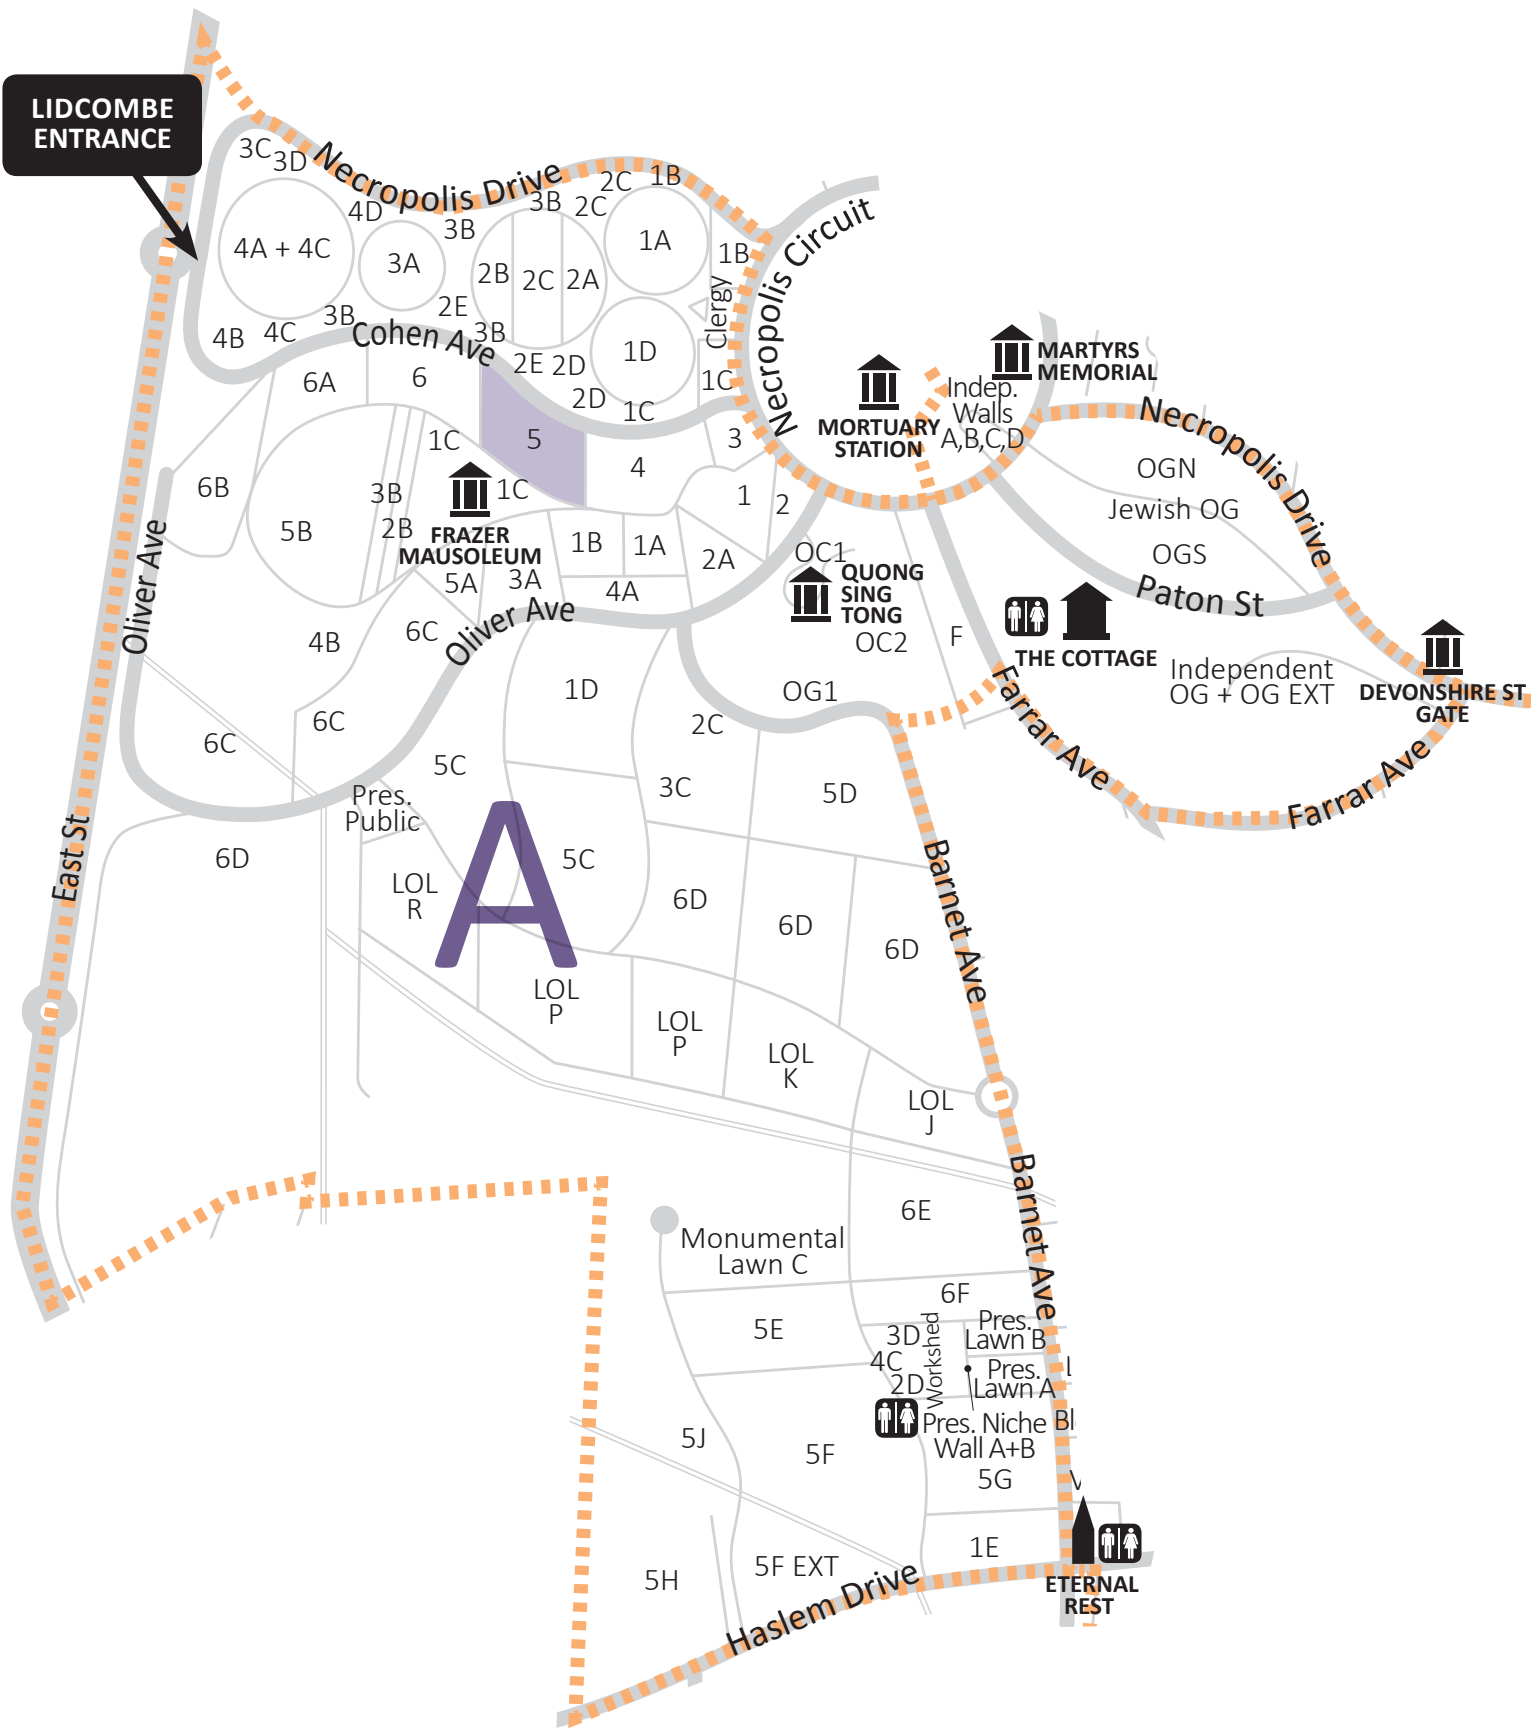 LIDCOMBE
ENTRANCE
3C
3D
Necropolis Drive
2C
1B
4D
3B
2C
3B
1A
4A + 4C
3A
1B
2B
2C
2A
Clergy
Necropolis Circuit
2E
3B
3B
4B
4C
Cohen Ave
2E
2D
1D
1C
6A
6
2D
1C
MARTYRS
MEMORIAL
Indep.
Walls
A,B,C,D
MORTUARY
STATION
Necropolis Drive
1C
5
3
4
OGN
6B
3B
1C
1
2
Jewish OG
5B
2B
FRAZER
MAUSOLEUM
1B
1A
2A
OC1
OGS
Oliver Ave
5A
3A
4A
QUONG
SING
TONG
Paton St
4B
6C
Oliver Ave
OC2
F
THE COTTAGE
Independent
OG + OG EXT
DEVONSHIRE ST
GATE
1D
OG1
6C
6C
2C
Farrar Ave
Farrar Ave
5C
3C
5D
Pres.
Public
East St
6D
5C
LOL
R
A
6D
6D
6D
Barnet Ave
LOL
P
LOL
P
LOL
K
LOL
J
Barnet Ave
6E
Monumental
Lawn C
6F
5E
3D
4C
2D
Workshed
Pres.
Lawn B
Pres.
Lawn A
l
Pres. Niche
Wall A+B
Bl
5J
5F
5G
V
1E
5F EXT
5H
Haslem Drive
ETERNAL
REST